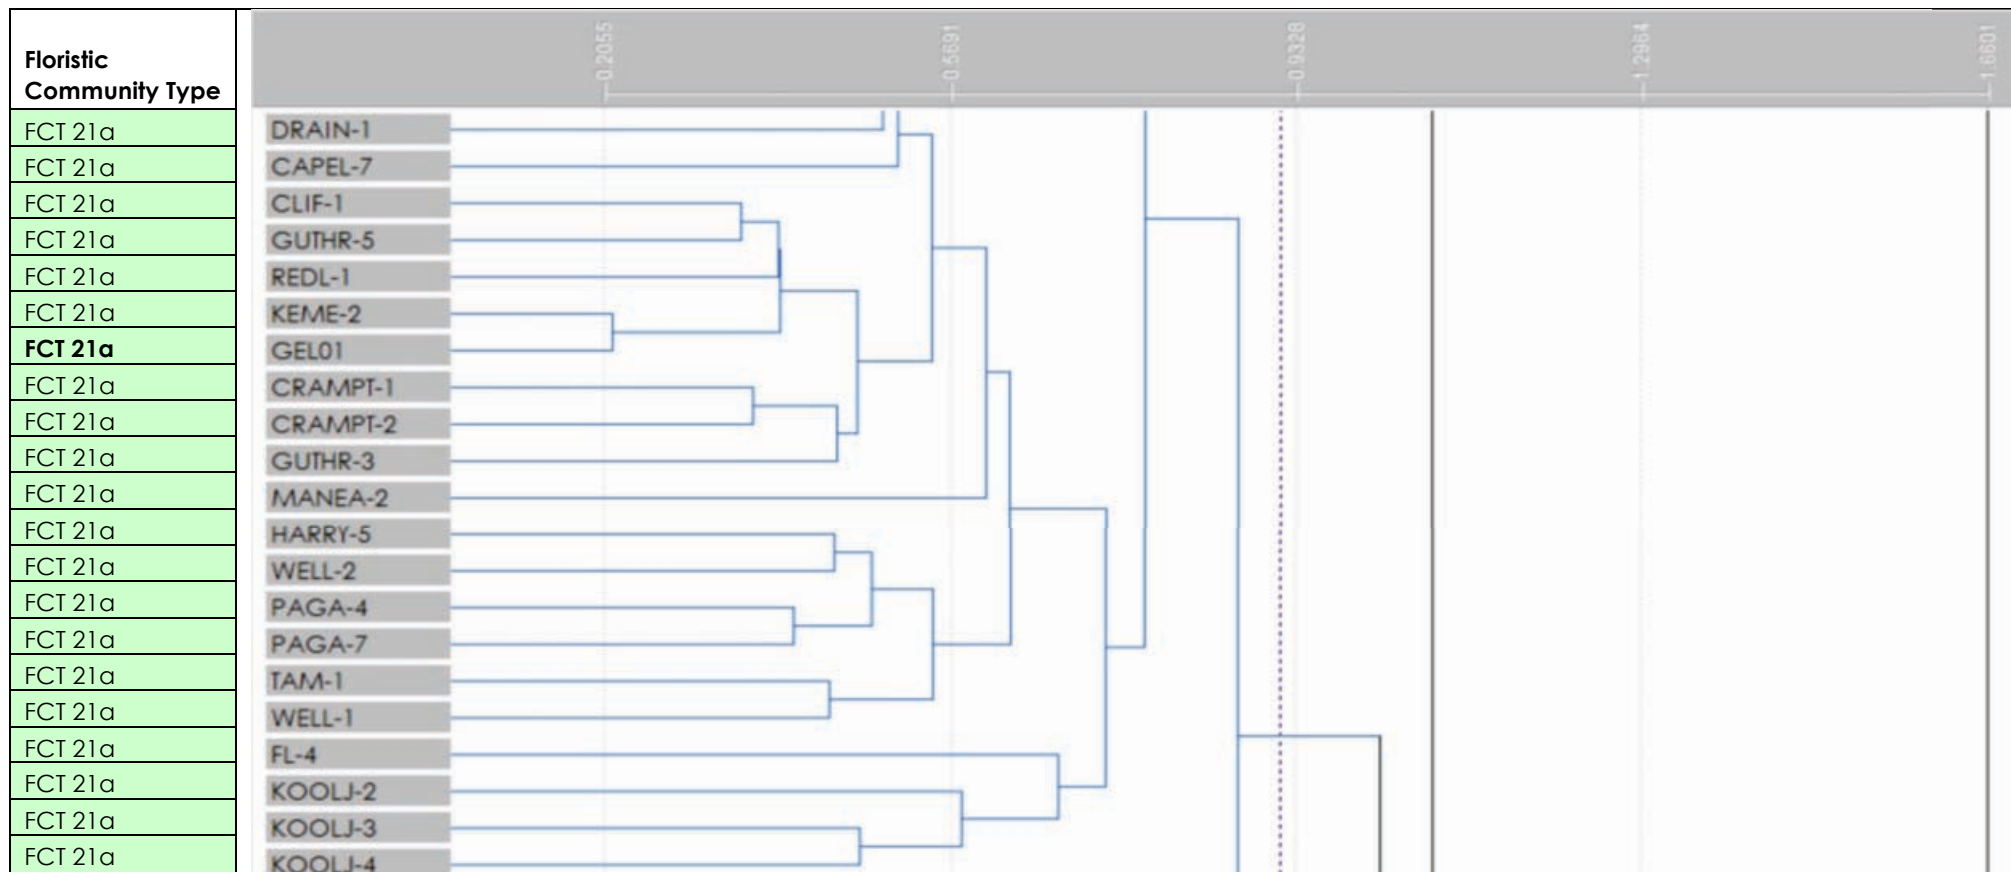 Floristic
Community Type
0.2055 0.5691 0.9328 1.2964 1.6601
FCT 21a DRAIN-1
FCT 21a CAPEL-7
FCT 21a CLIF-1
FCT 21a GUTHR-5
FCT 21a REDL-1
FCT 21a KEME-2
FCT 21a GEL01
FCT 21a CRAMPT-1
FCT 21a CRAMPT-2
FCT 21a GUTHR-3
FCT 21a MANEA-2
FCT 21a HARRY-5
FCT 21a WELL-2
FCT 21a PAGA-4
FCT 21a PAGA-7
FCT 21a TAM-1
FCT 21a WELL-1
FCT 21a FL-4
FCT 21a KOOLJ-2
FCT 21a KOOLJ-3
FCT 21a KOOLJ-4